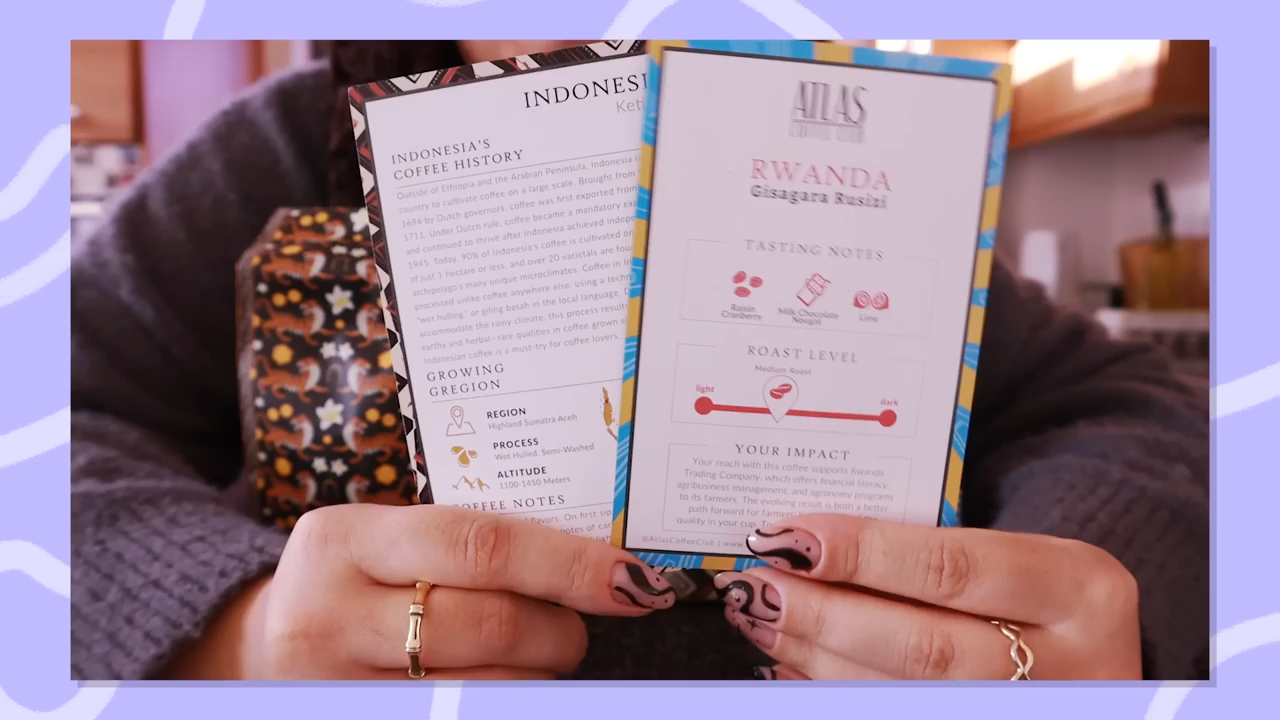 INDONESI
Ket
INDONESIA'S
COFFEE HISTORY
Outside of Ethiopia and the Arabian Peninsula, Indonesia
country to cultivate coffee on a large scale. Brought from
1696 by Dutch governors, coffee was first exported from
1711. Under Dutch rule, coffee became a mandatory
and continued to thrive after Indonesia achieved
1945. Today, 90% of Indonesia's coffee is cultivated
of just 1 hectare or less, and over 20 varietals are
archipelago's many unique microclimates. Coffee in
processed unlike coffee anywhere else, using a
"wet hulling," or giling basah in the local language.
accommodate the rainy climate, this process results
earthy and herbal—rare qualities in coffee grown
Indonesian coffee is a must-try for coffee lovers.
GROWING
GREGION
REGION
Highland Sumatra Aceh
PROCESS
Wet Hulled, Semi-Washed
ALTITUDE
1100-1450 Meters
OFFEE NOTES
flavors. On first
notes of
ATLAS
COFFEE CLUB
RWANDA
Gisagara Rusizi
TASTING NOTES
Raisin
Cranberry
Milk Chocolate
Nougat
Lime
ROAST LEVEL
Medium Roast
light
dark
YOUR IMPACT
Your reach with this coffee supports Rwanda
Trading Company, which offers financial literacy,
agribusiness management, and agronomy programs
to its farmers. The evolving result is both a better
path forward for farmers'
quality in your cup.
@AtlasCoffeeClub | www.